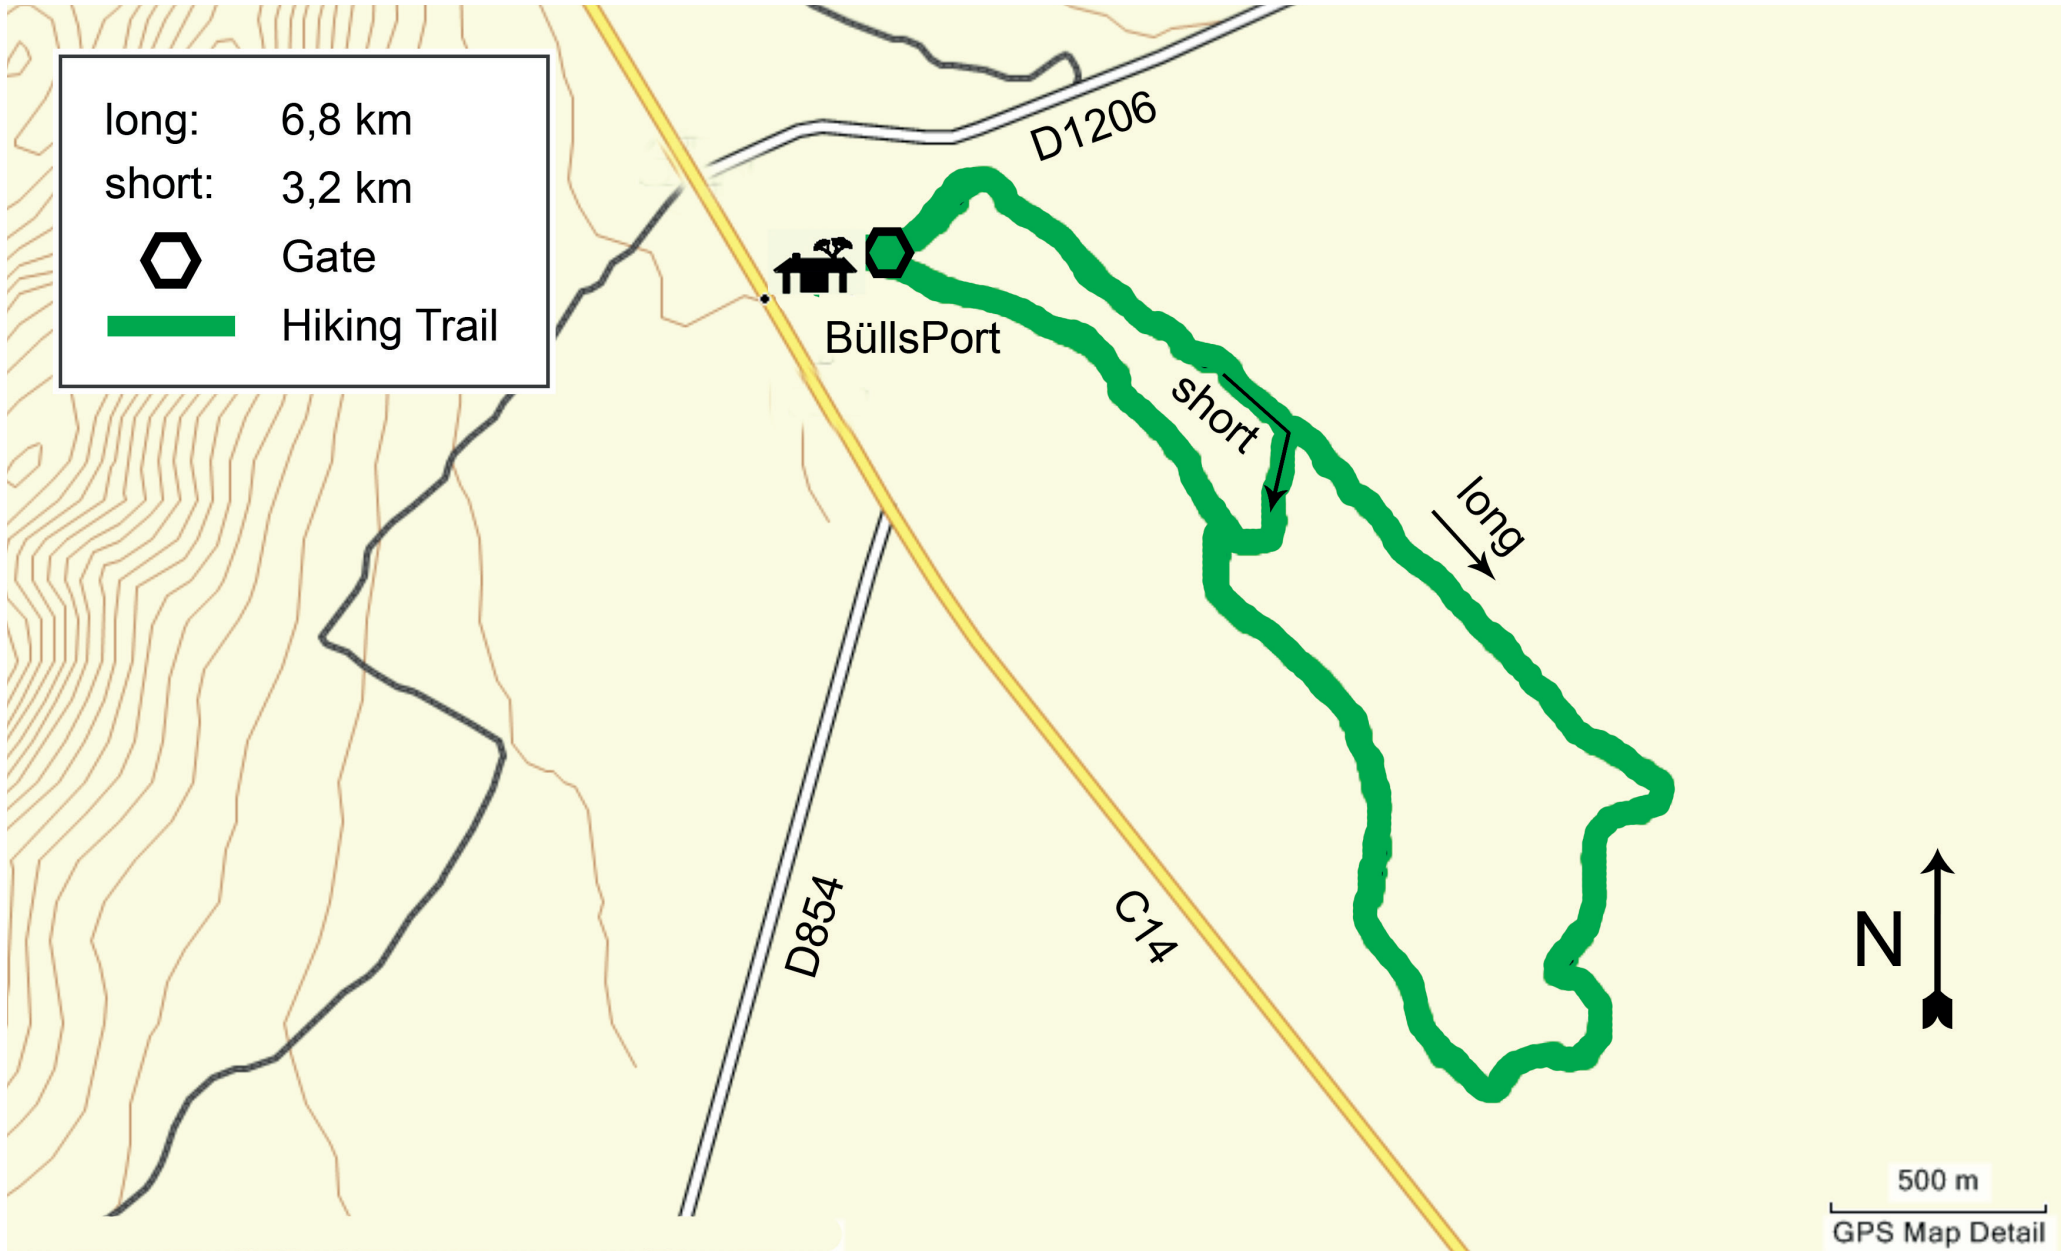 long: 6,8 km
short: 3,2 km
Gate
Hiking Trail
D1206
BüllsPort
short
long
D854
C14
N
500 m
GPS Map Detail